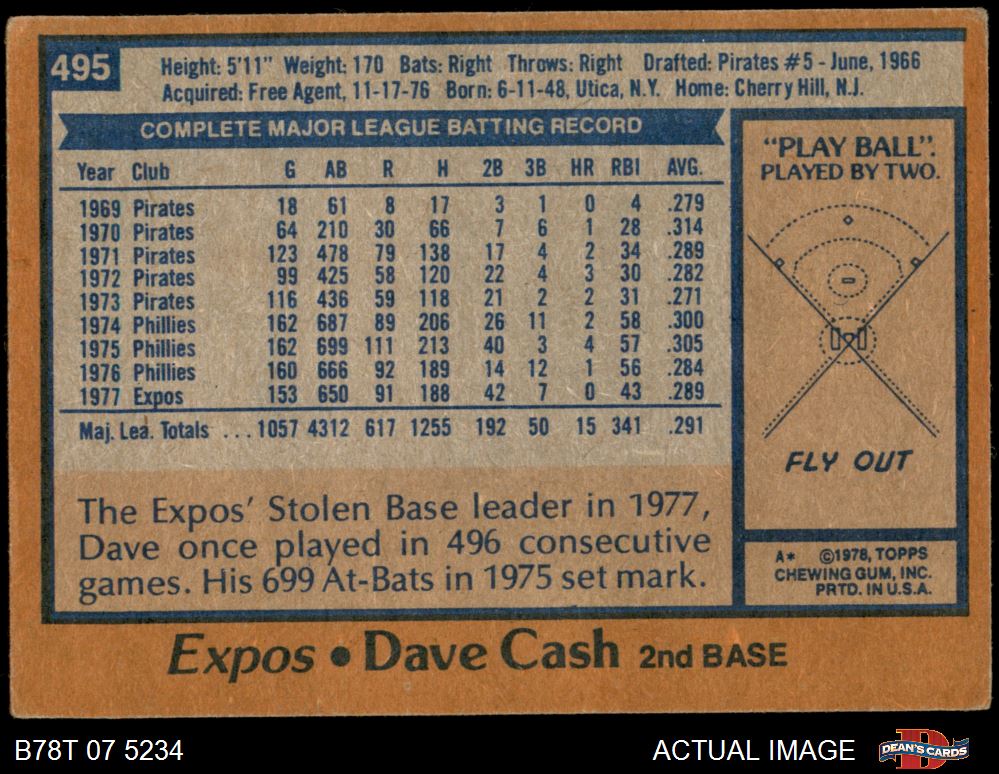 495
Height: 5'11" Weight: 170 Bats: Right Throws: Right Drafted: Pirates #5 - June, 1966
Acquired: Free Agent, 11-17-76 Born: 6-11-48, Utica, N.Y. Home: Cherry Hill, N.J.
COMPLETE MAJOR LEAGUE BATTING RECORD
Year Club G AB R H 2B 3B HR RBI AVG.
1969 Pirates 18 61 8 17 3 1 0 4 .279
1970 Pirates 64 210 30 66 7 6 1 28 .314
1971 Pirates 123 478 79 138 17 4 2 34 .289
1972 Pirates 99 425 58 120 22 4 3 30 .282
1973 Pirates 116 436 59 118 21 2 2 31 .271
1974 Phillies 162 687 89 206 26 11 2 58 .300
1975 Phillies 162 699 111 213 40 3 4 57 .305
1976 Phillies 160 666 92 189 14 12 1 56 .284
1977 Expos 153 650 91 188 42 7 0 43 .289
Maj. Lea. Totals ... 1057 4312 617 1255 192 50 15 341 .291
The Expos' Stolen Base leader in 1977,
Dave once played in 496 consecutive
games. His 699 At-Bats in 1975 set mark.
"PLAY BALL".
PLAYED BY TWO.
FLY OUT
A* ©1978, TOPPS
CHEWING GUM, INC.
PRTD. IN U.S.A.
Expos • Dave Cash 2nd BASE
B78T 07 5234
ACTUAL IMAGE
DEAN'S CARDS